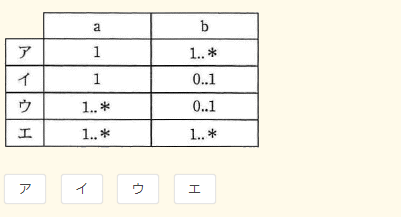 a b
ア 1 1..*
イ 1 0..1
ウ 1..* 0..1
エ 1..* 1..*
ア イ ウ エ